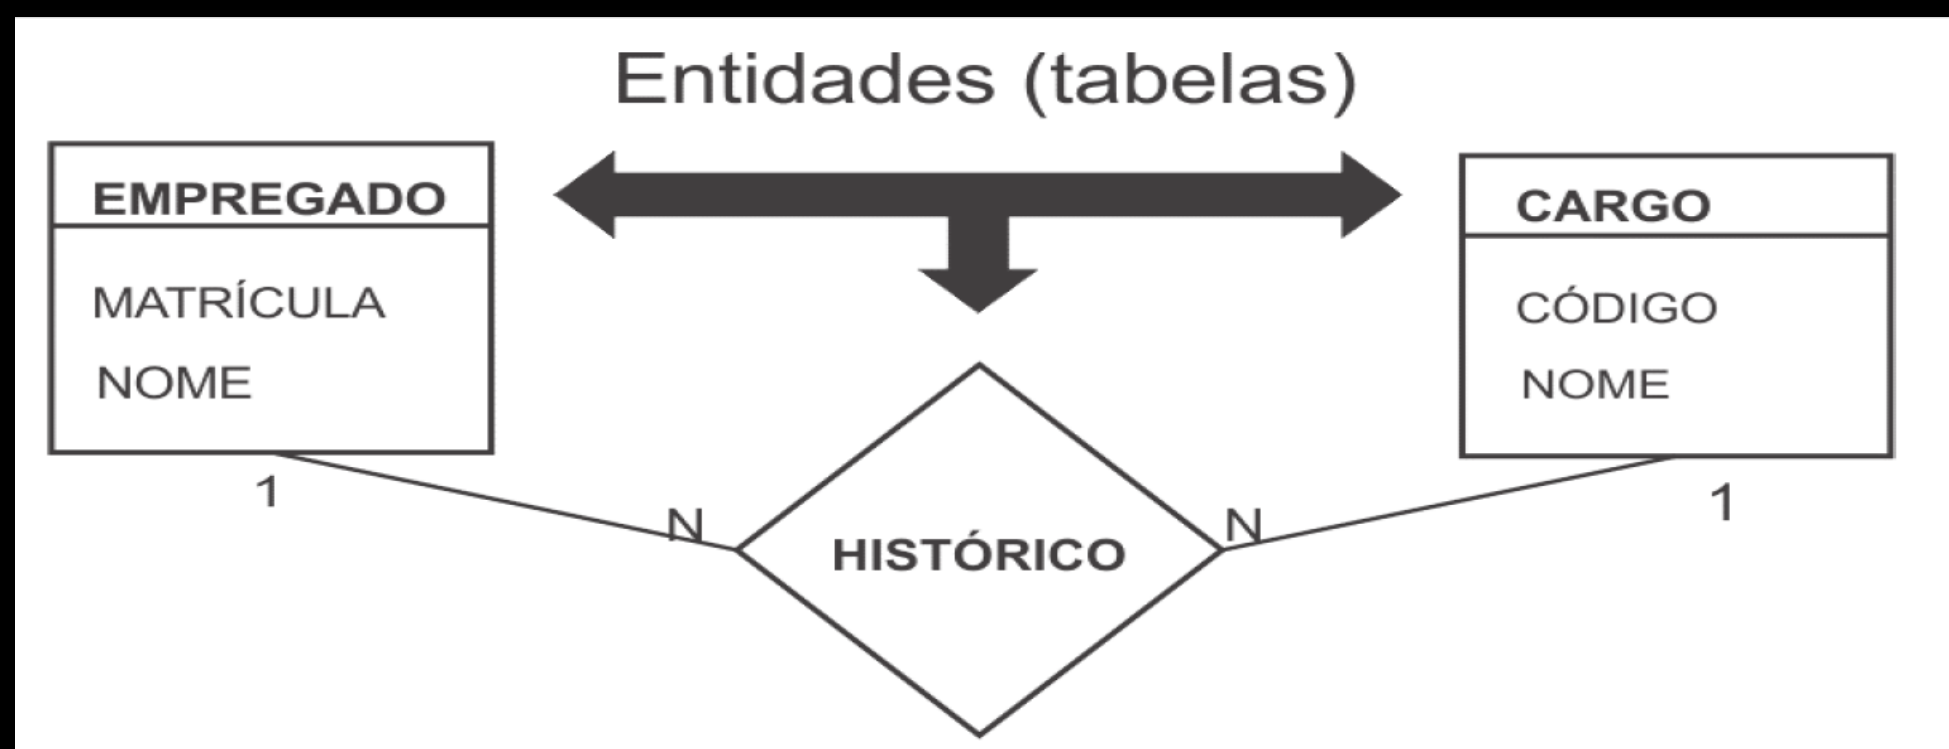 Entidades (tabelas)
EMPREGADO
MATRÍCULA
NOME
1
N
HISTÓRICO
N
CARGO
CÓDIGO
NOME
1